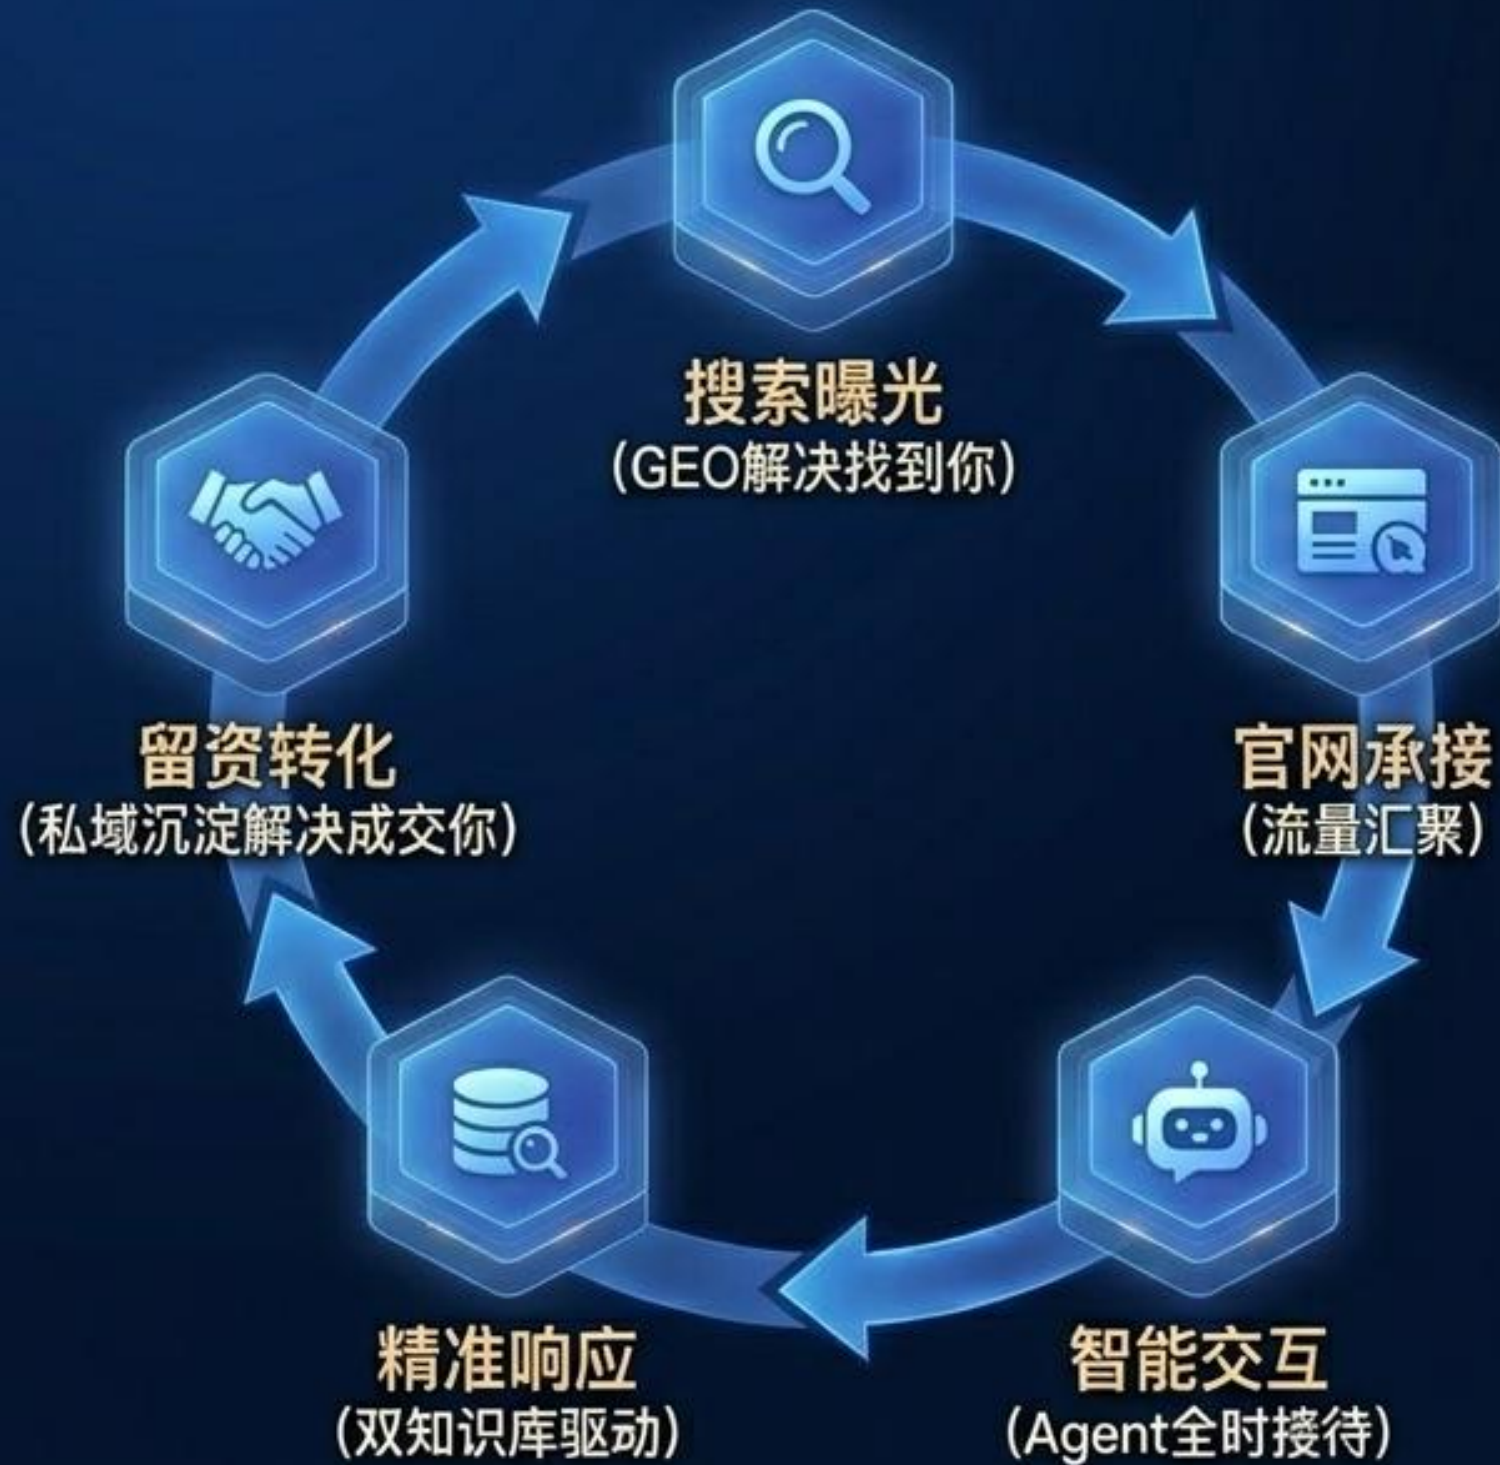 搜索曝光
(GEO解决找到你)
官网承接
(流量汇聚)
智能交互
(Agent全时接待)
精准响应
(双知识库驱动)
留资转化
(私域沉淀解决成交你)